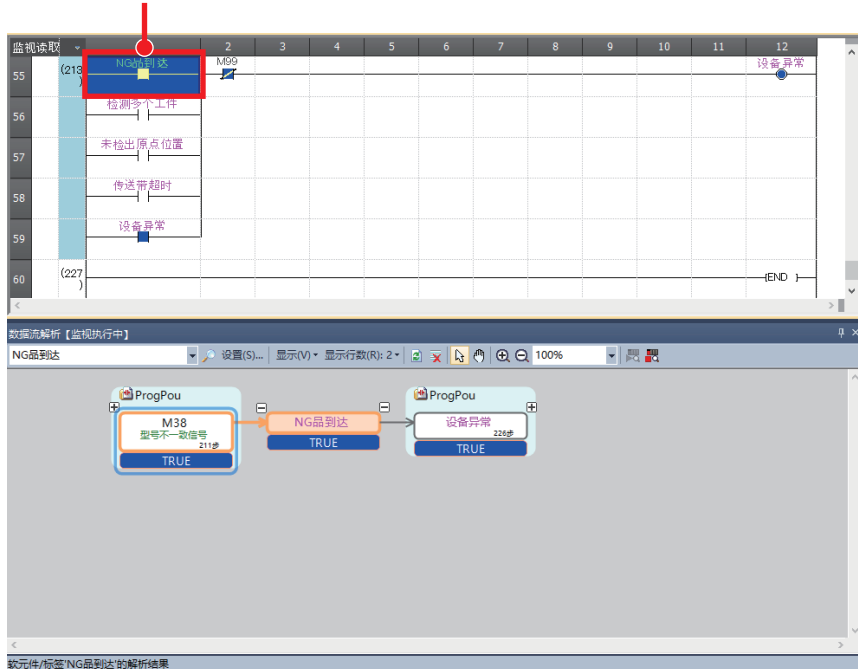 监视读取 2 3 4 5 6 7 8 9 10 11 12
55 (213) NG品到达 M99 设备异常
56 检测多个工件
57 未检出原点位置
58 传送带超时
59 设备异常
60 (227) END
数据流解析【监视执行中】
NG品到达 设置(S)... 显示(V) 显示行数(R): 2 100%
ProgPou ProgPou
M38 NG品到达 设备异常
型号不一致信号
211步 226步
TRUE TRUE TRUE
软元件/标签'NG品到达'的解析结果